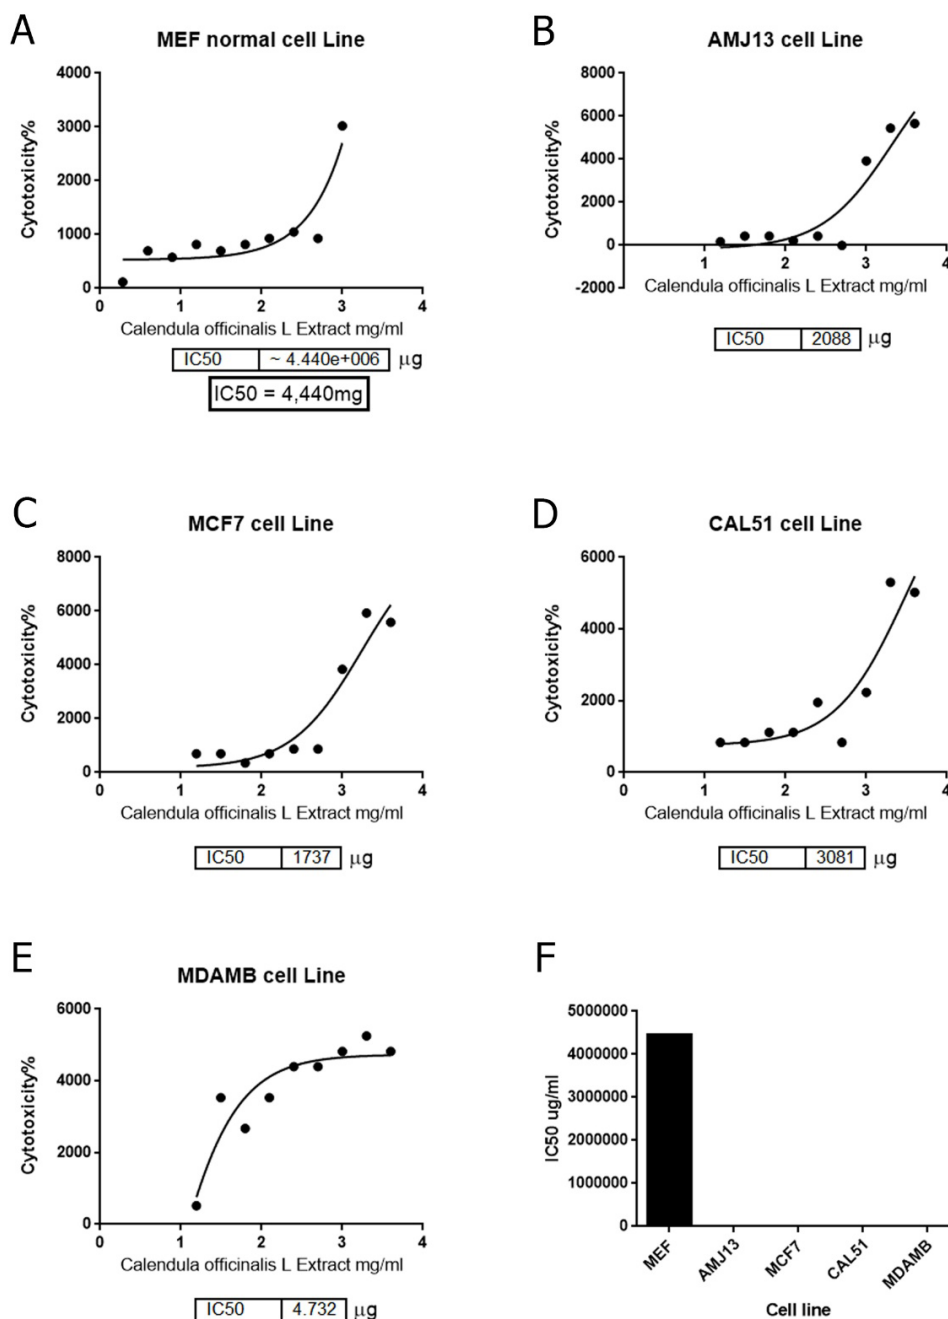 A
MEF normal cell Line
Cytotoxicity%
4000
3000
2000
1000
0
0 1 2 3 4
Calendula officinalis L Extract mg/ml
IC50 ~ 4.440e+006 μg
IC50 = 4,440mg
B
AMJ13 cell Line
Cytotoxicity%
8000
6000
4000
2000
0
-2000
1 2 3 4
Calendula officinalis L Extract mg/ml
IC50 2088 μg
C
MCF7 cell Line
Cytotoxicity%
8000
6000
4000
2000
0
0 1 2 3 4
Calendula officinalis L Extract mg/ml
IC50 1737 μg
D
CAL51 cell Line
Cytotoxicity%
6000
4000
2000
0
0 1 2 3 4
Calendula officinalis L Extract mg/ml
IC50 3081 μg
E
MDAMB cell Line
Cytotoxicity%
6000
4000
2000
0
0 1 2 3 4
Calendula officinalis L Extract mg/ml
IC50 4.732 μg
F
IC50 ug/ml
5000000
4000000
3000000
2000000
1000000
0
MEF AMJ13 MCF7 CAL51 MDAMB
Cell line